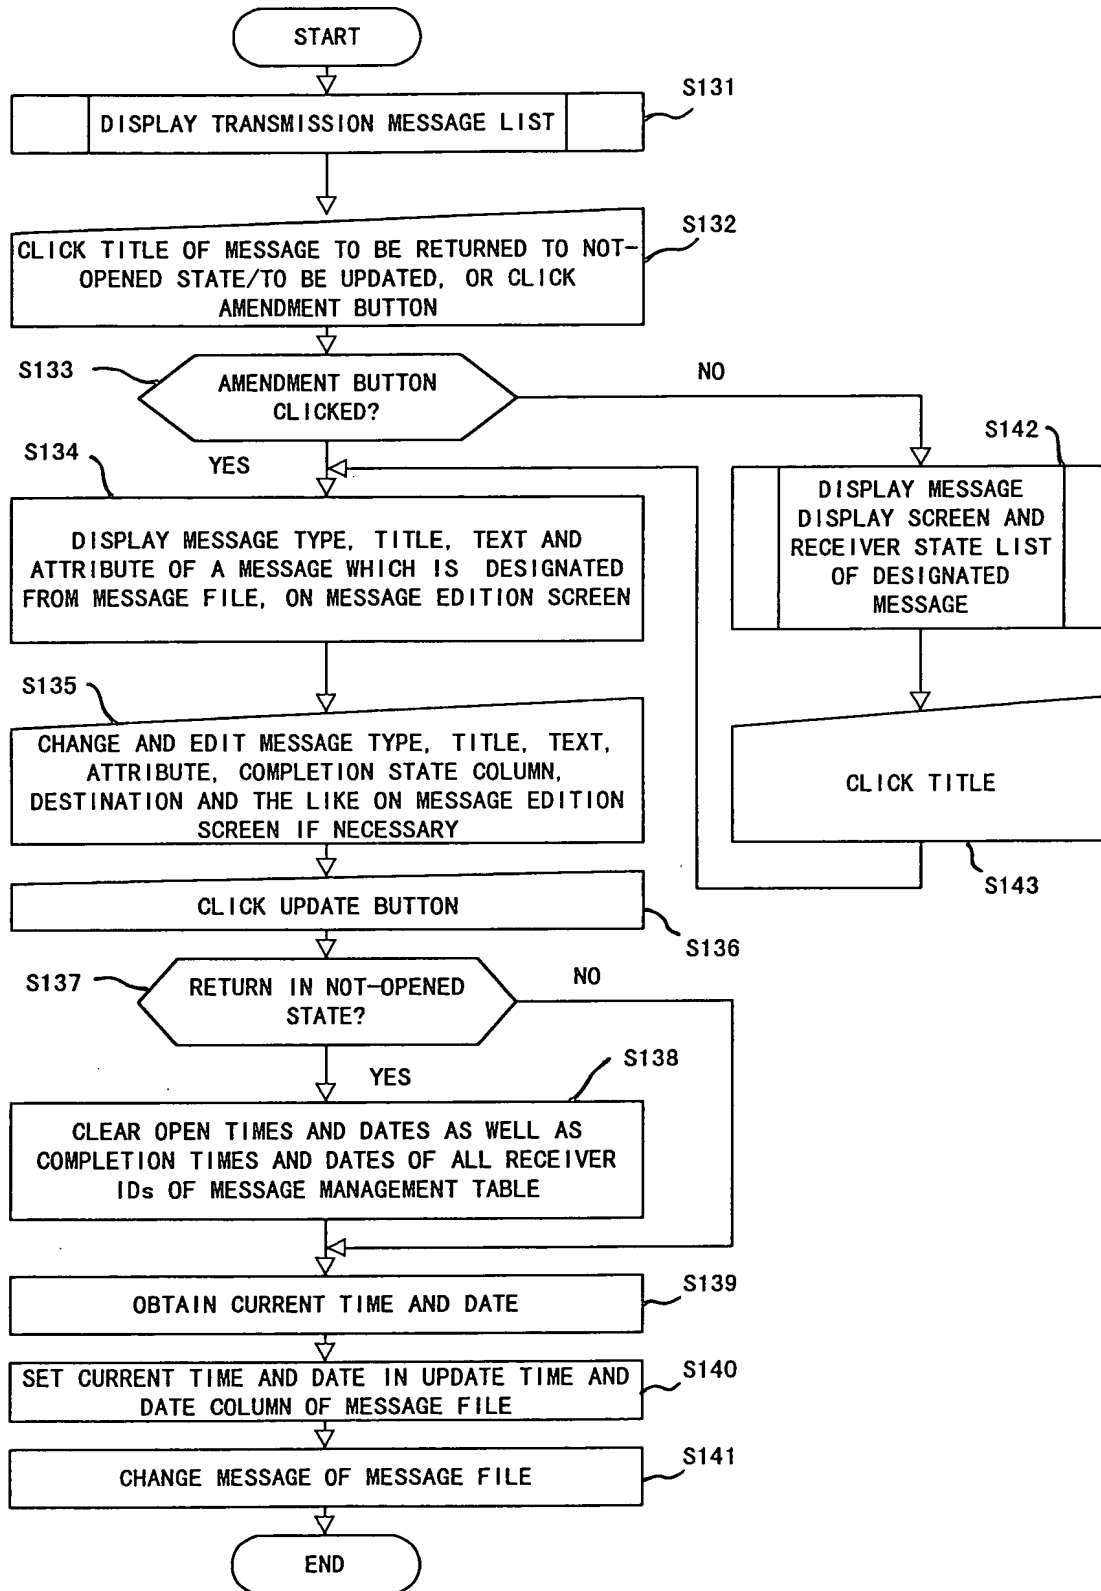 START
S131
DISPLAY TRANSMISSION MESSAGE LIST
S132
CLICK TITLE OF MESSAGE TO BE RETURNED TO NOT-
OPENED STATE/TO BE UPDATED, OR CLICK
AMENDMENT BUTTON
S133
AMENDMENT BUTTON
CLICKED?
NO
YES
S134
DISPLAY MESSAGE TYPE, TITLE, TEXT AND
ATTRIBUTE OF A MESSAGE WHICH IS DESIGNATED
FROM MESSAGE FILE, ON MESSAGE EDITION SCREEN
S142
DISPLAY MESSAGE
DISPLAY SCREEN AND
RECEIVER STATE LIST
OF DESIGNATED
MESSAGE
S135
CHANGE AND EDIT MESSAGE TYPE, TITLE, TEXT,
ATTRIBUTE, COMPLETION STATE COLUMN,
DESTINATION AND THE LIKE ON MESSAGE EDITION
SCREEN IF NECESSARY
CLICK TITLE
S143
CLICK UPDATE BUTTON
S136
S137
RETURN IN NOT-OPENED
STATE?
NO
YES
S138
CLEAR OPEN TIMES AND DATES AS WELL AS
COMPLETION TIMES AND DATES OF ALL RECEIVER
IDs OF MESSAGE MANAGEMENT TABLE
S139
OBTAIN CURRENT TIME AND DATE
S140
SET CURRENT TIME AND DATE IN UPDATE TIME AND
DATE COLUMN OF MESSAGE FILE
S141
CHANGE MESSAGE OF MESSAGE FILE
END